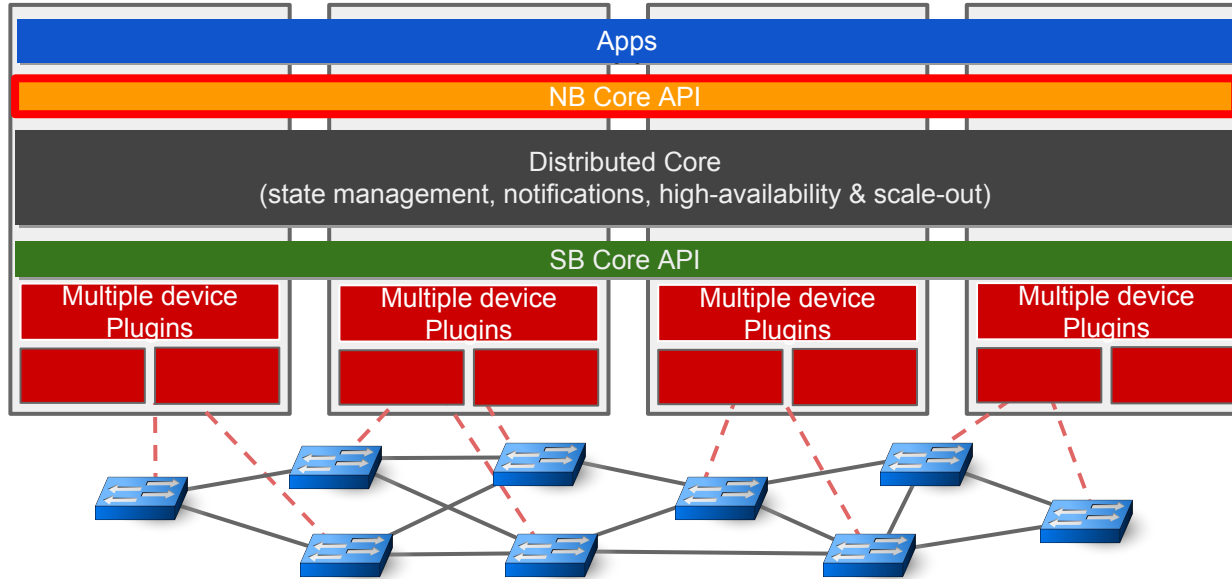 Apps
NB Core API
Distributed Core
(state management, notifications, high-availability & scale-out)
SB Core API
Multiple device
Plugins
Multiple device
Plugins
Multiple device
Plugins
Multiple device
Plugins